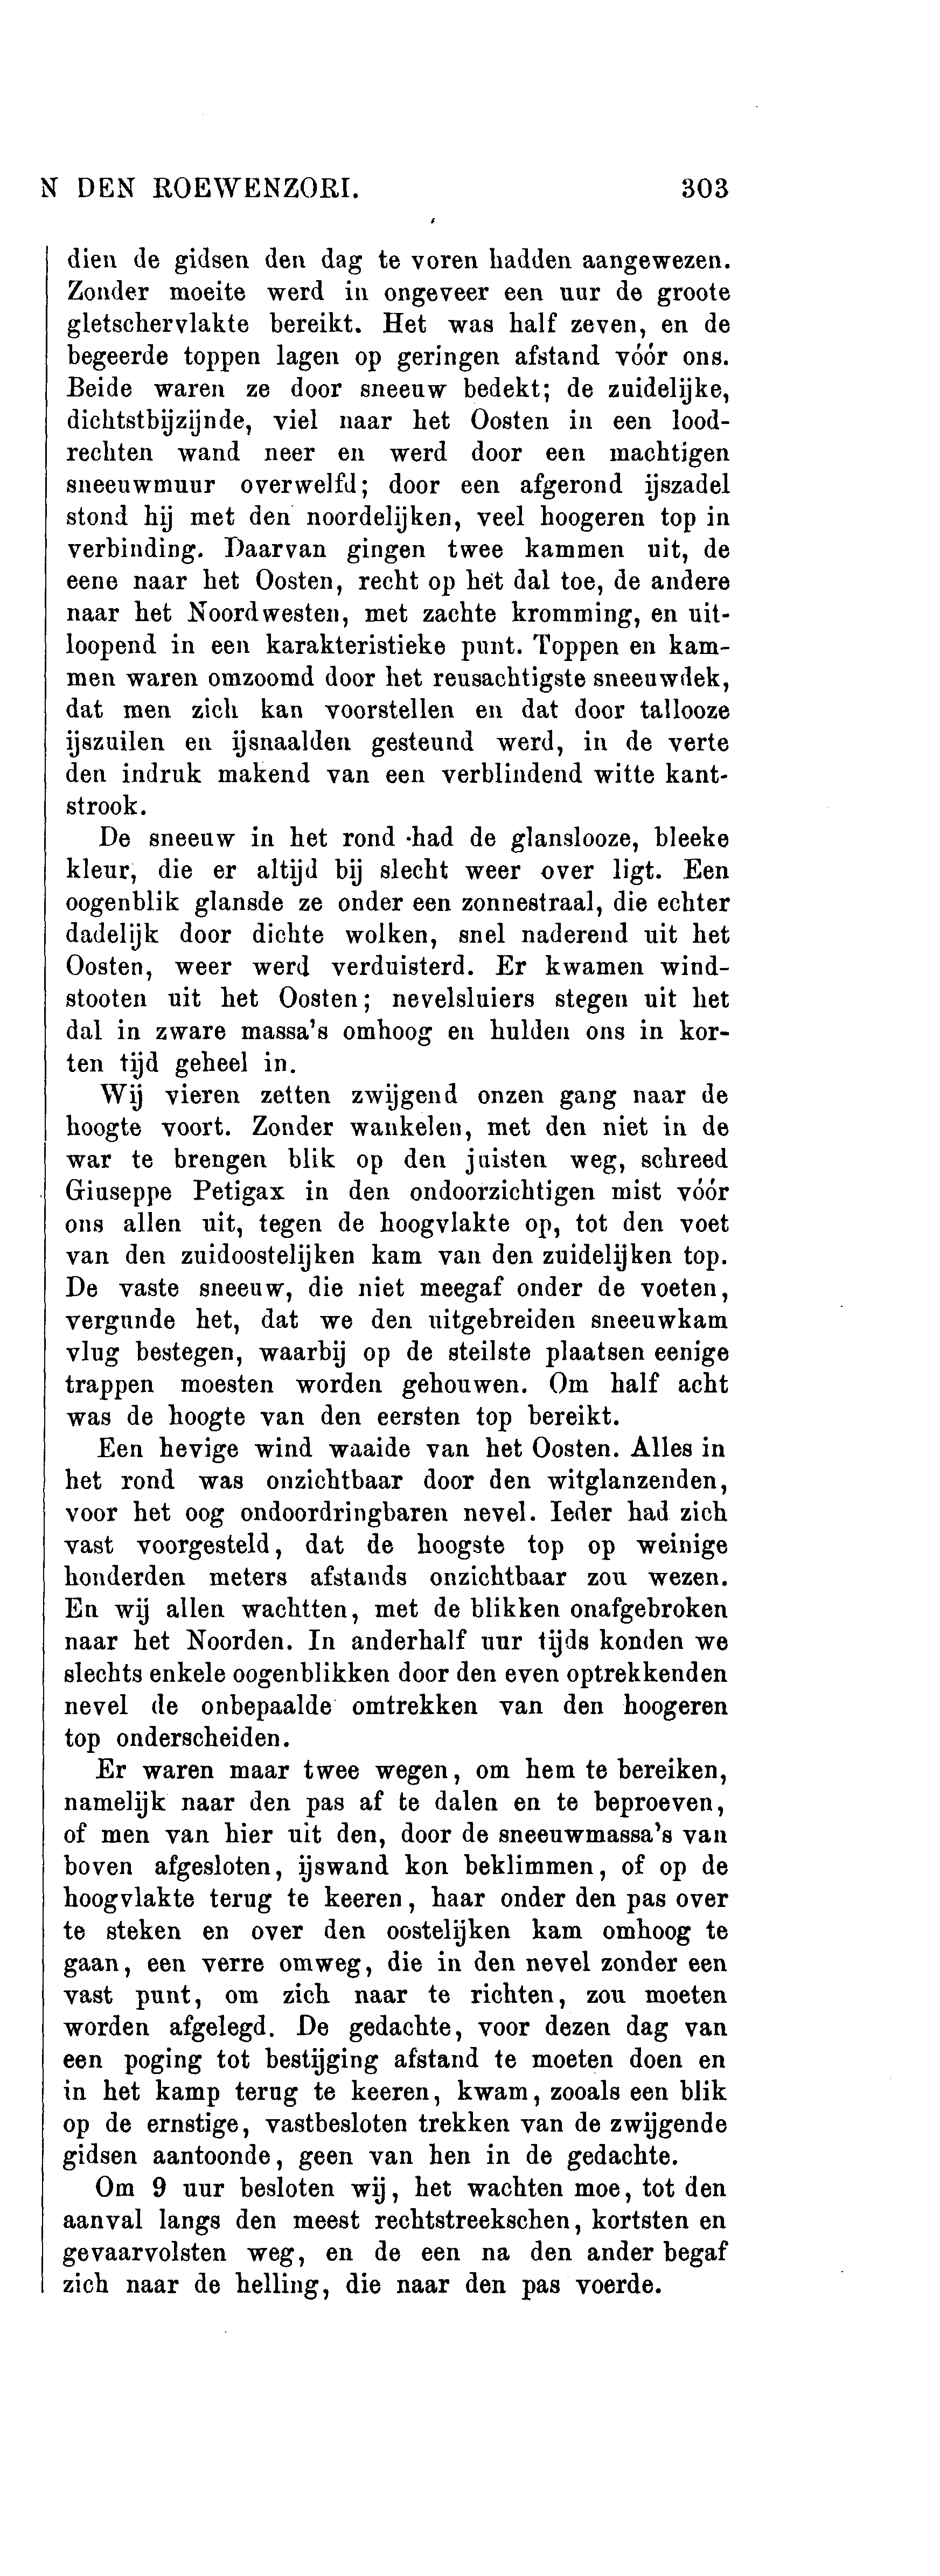 N DEN ROEWENZORI. 303
dien de gidsen den dag te voren hadden aangewezen.
Zonder moeite werd in ongeveer een uur de groote
gletschervlakte bereikt. Het was half zeven, en de
begeerde toppen lagen op geringen afstand vóór ons.
Beide waren ze door sneeuw bedekt; de zuidelijke,
dichtstbijzijnde, viel naar het Oosten in een lood-
rechten wand neer en werd door een machtigen
sneeuwmuur overwelfd; door een afgerond ijszadel
stond hij met den noordelijken, veel hoogeren top in
verbinding. Daarvan gingen twee kammen uit, de
eene naar het Oosten, recht op het dal toe, de andere
naar het Noordwesten, met zachte kromming, en uit-
loopend in een karakteristieke punt. Toppen en kam-
men waren omzoomd door het reusachtigste sneeuwdek,
dat men zich kan voorstellen en dat door tallooze
ijszuilen en ijsnaalden gesteund werd, in de verte
den indruk makend van een verblindend witte kant-
strook.
De sneeuw in het rond had de glanslooze, bleeke
kleur, die er altijd bij slecht weer over ligt. Een
oogenblik glansde ze onder een zonnestraal, die echter
dadelijk door dichte wolken, snel naderend uit het
Oosten, weer werd verduisterd. Er kwamen wind-
stooten uit het Oosten; nevelsluiers stegen uit het
dal in zware massa's omhoog en hulden ons in kor-
ten tijd geheel in.
Wij vieren zetten zwijgend onzen gang naar de
hoogte voort. Zonder wankelen, met den niet in de
war te brengen blik op den juisten weg, schreed
Giuseppe Petigax in den ondoorzichtigen mist vóór
ons allen uit, tegen de hoogvlakte op, tot den voet
van den zuidoostelijken kam van den zuidelijken top.
De vaste sneeuw, die niet meegaf onder de voeten,
vergunde het, dat we den uitgebreiden sneeuwkam
vlug bestegen, waarbij op de steilste plaatsen eenige
trappen moesten worden gehouwen. Om half acht
was de hoogte van den eersten top bereikt.
Een hevige wind waaide van het Oosten. Alles in
het rond was onzichtbaar door den witglanzenden,
voor het oog ondoordringbaren nevel. Ieder had zich
vast voorgesteld, dat de hoogste top op weinige
honderden meters afstands onzichtbaar zou wezen.
En wij allen wachtten, met de blikken onafgebroken
naar het Noorden. In anderhalf uur tijds konden we
slechts enkele oogenblikken door den even optrekkenden
nevel de onbepaalde omtrekken van den hoogeren
top onderscheiden.
Er waren maar twee wegen, om hem te bereiken,
namelijk naar den pas af te dalen en te beproeven,
of men van hier uit den, door de sneeuwmassa's van
boven afgesloten, ijswand kon beklimmen, of op de
hoogvlakte terug te keeren, haar onder den pas over
te steken en over den oostelijken kam omhoog te
gaan, een verre omweg, die in den nevel zonder een
vast punt, om zich naar te richten, zou moeten
worden afgelegd. De gedachte, voor dezen dag van
een poging tot bestijging afstand te moeten doen en
in het kamp terug te keeren, kwam, zooals een blik
op de ernstige, vastbesloten trekken van de zwijgende
gidsen aantoonde, geen van hen in de gedachte.
Om 9 uur besloten wij, het wachten moe, tot den
aanval langs den meest rechtstreekschen, kortsten en
gevaarvolsten weg, en de een na den ander begaf
zich naar de helling, die naar den pas voerde.